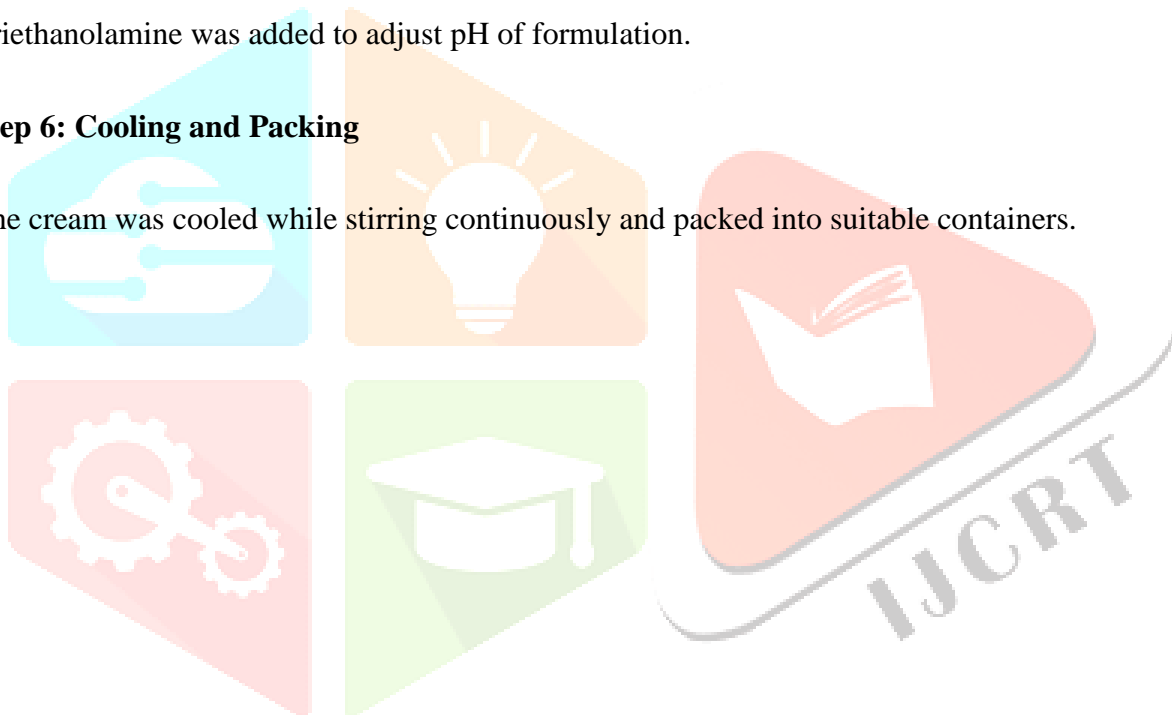 riethanolamine was added to adjust pH of formulation.
ep 6: Cooling and Packing
ne cream was cooled while stirring continuously and packed into suitable containers.
IJCRT